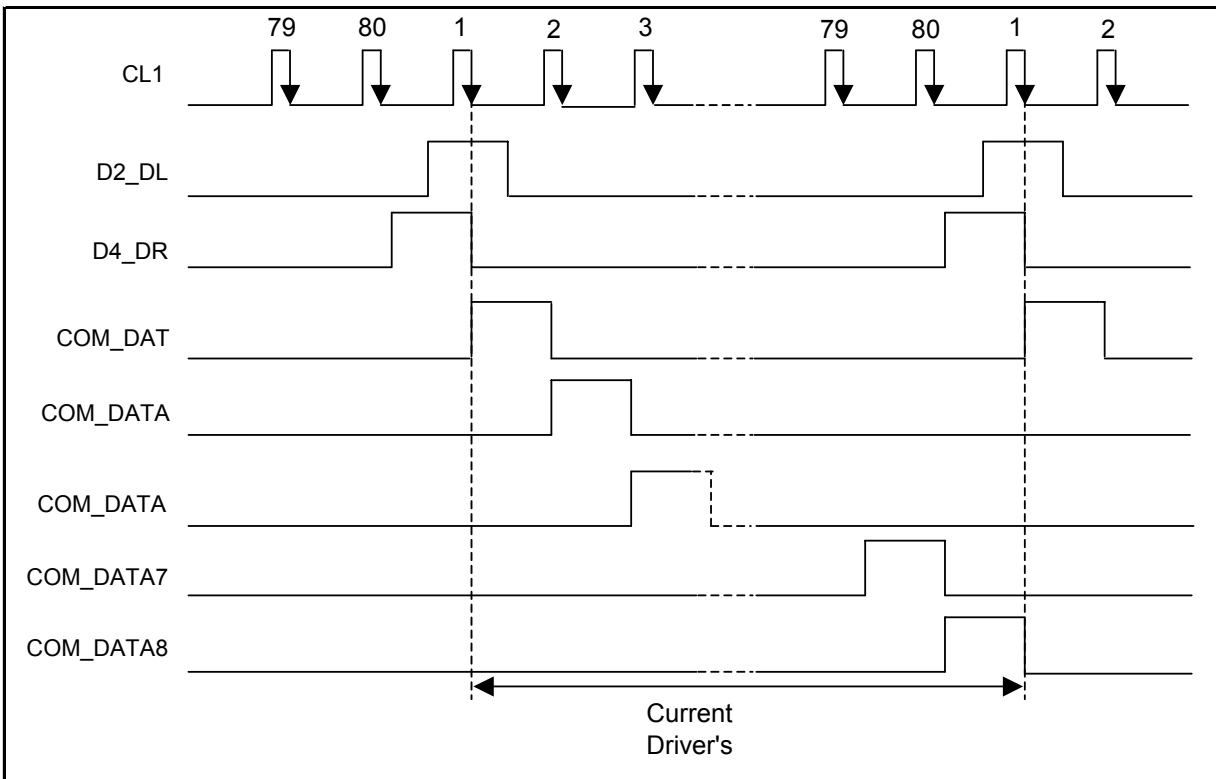 79 80 1 2 3 79 80 1 2
CL1
D2_DL
D4_DR
COM_DAT
COM_DATA
COM_DATA
COM_DATA7
COM_DATA8
Current
Driver's